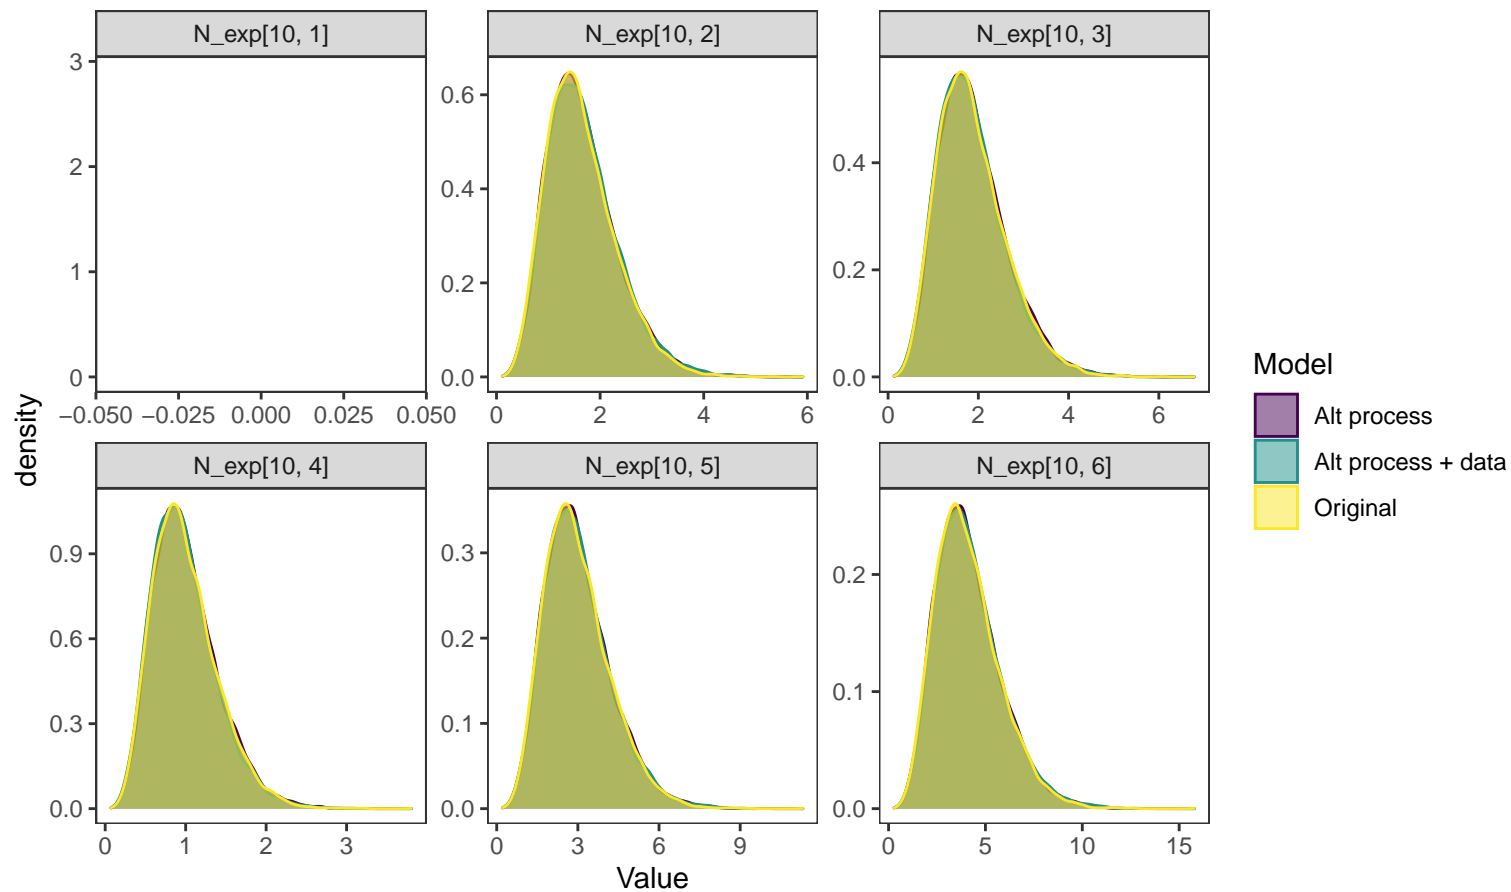 N_exp[10, 1]
N_exp[10, 2]
N_exp[10, 3]
3
2
1
0
−0.050 −0.025 0.000 0.025 0.050
0.6
0.4
0.2
0.0
0 2 4 6
0.4
0.2
0.0
0 2 4 6
density
N_exp[10, 4]
N_exp[10, 5]
N_exp[10, 6]
0.9
0.6
0.3
0.0
0 1 2 3
0.3
0.2
0.1
0.0
0 3 6 9
0.2
0.1
0.0
0 5 10 15
Value
Model
Alt process
Alt process + data
Original